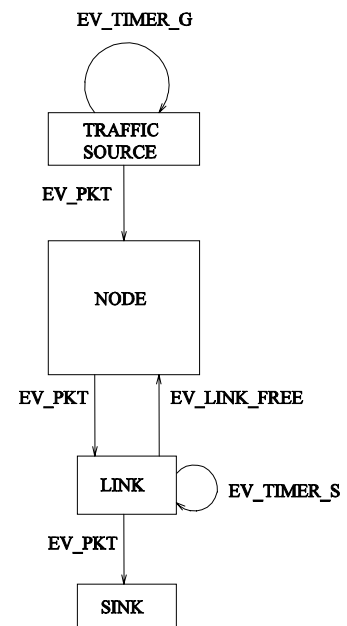 EV_TIMER_G
TRAFFIC
SOURCE
EV_PKT
NODE
EV_PKT
EV_LINK_FREE
LINK
EV_TIMER_S
EV_PKT
SINK